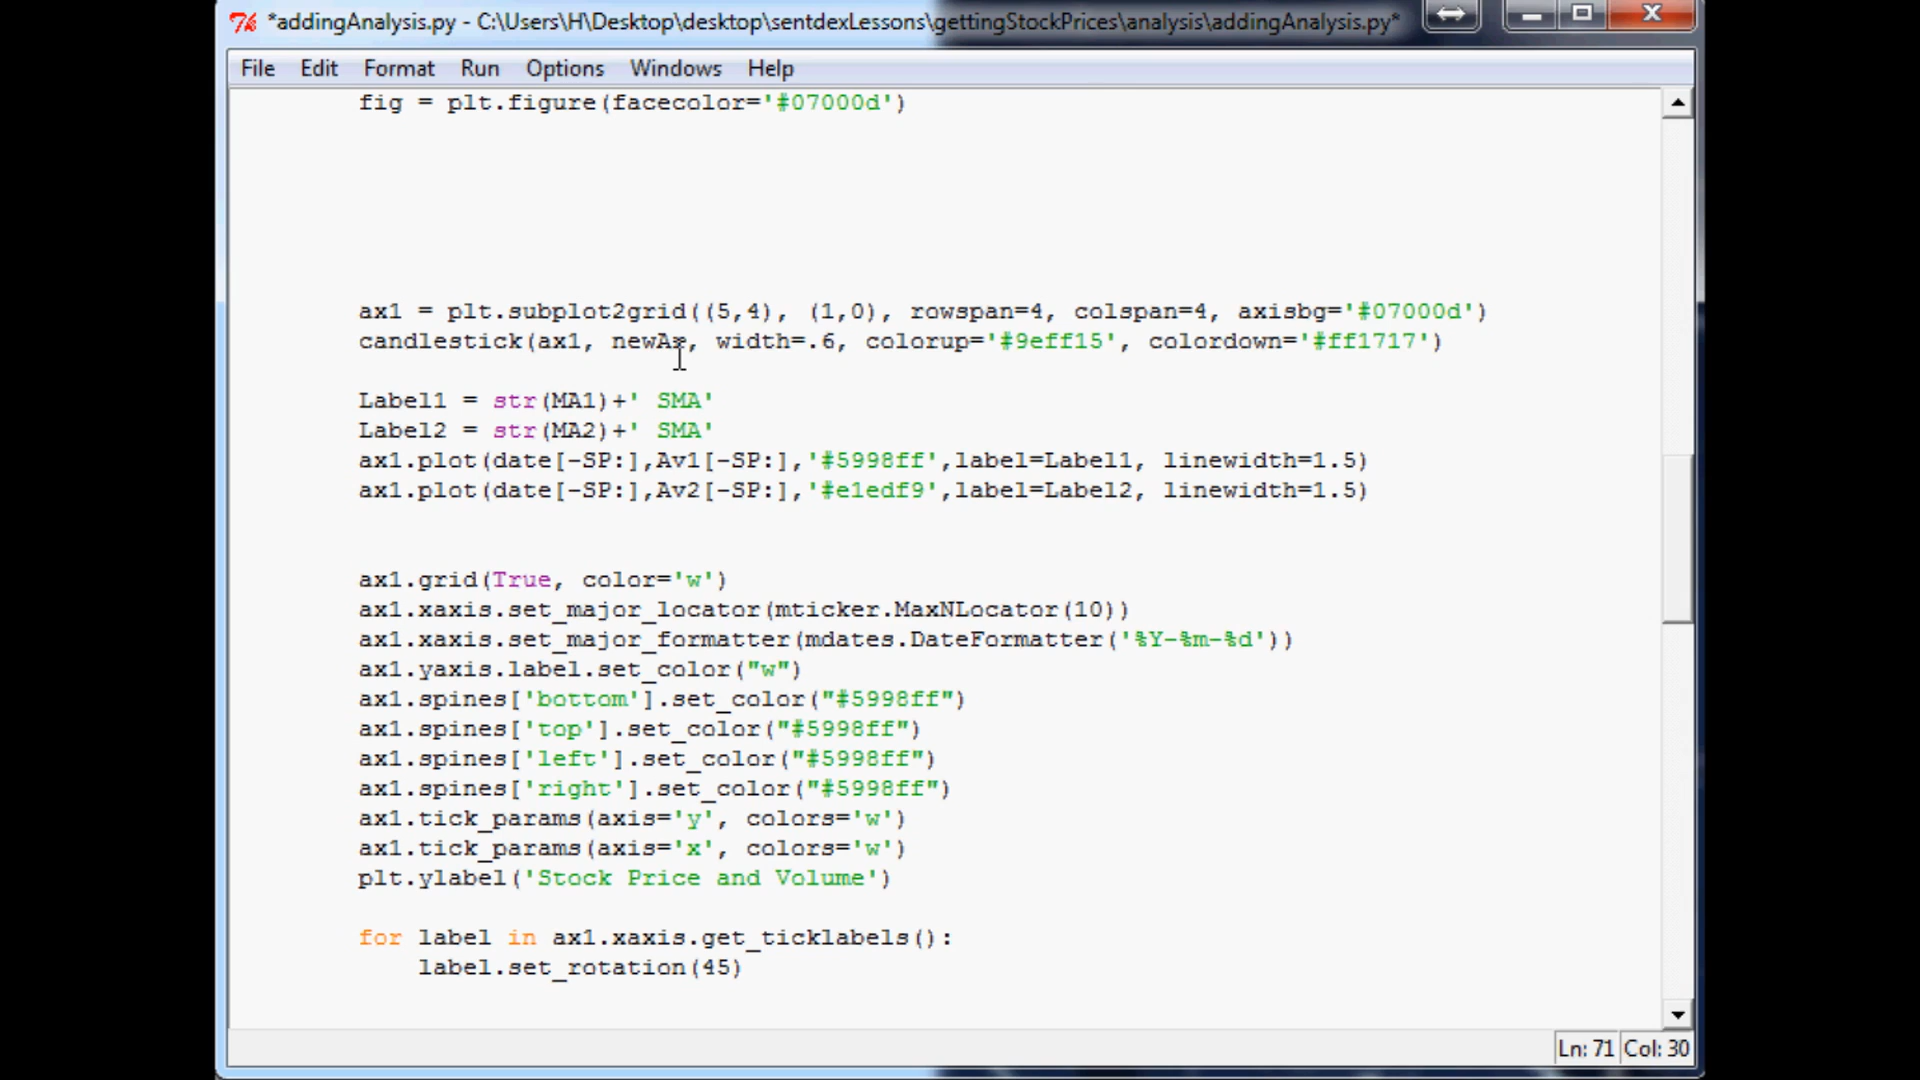 *addingAnalysis.py - C:\Users\H\Desktop\desktop\sentdexLessons\gettingStockPrices\analysis\addingAnalysis.py*
File Edit Format Run Options Windows Help
fig = plt.figure(facecolor='#07000d')
ax1 = plt.subplot2grid((5,4), (1,0), rowspan=4, colspan=4, axisbg='#07000d')
candlestick(ax1, newAr, width=.6, colorup='#9eff15', colordown='#ff1717')
Label1 = str(MA1)+' SMA'
Label2 = str(MA2)+' SMA'
ax1.plot(date[-SP:],Av1[-SP:],'#5998ff',label=Label1, linewidth=1.5)
ax1.plot(date[-SP:],Av2[-SP:],'#e1edf9',label=Label2, linewidth=1.5)
ax1.grid(True, color='w')
ax1.xaxis.set_major_locator(mticker.MaxNLocator(10))
ax1.xaxis.set_major_formatter(mdates.DateFormatter('%Y-%m-%d'))
ax1.yaxis.label.set_color("w")
ax1.spines['bottom'].set_color("#5998ff")
ax1.spines['top'].set_color("#5998ff")
ax1.spines['left'].set_color("#5998ff")
ax1.spines['right'].set_color("#5998ff")
ax1.tick_params(axis='y', colors='w')
ax1.tick_params(axis='x', colors='w')
plt.ylabel('Stock Price and Volume')
for label in ax1.xaxis.get_ticklabels():
label.set_rotation(45)
Ln: 71 Col: 30